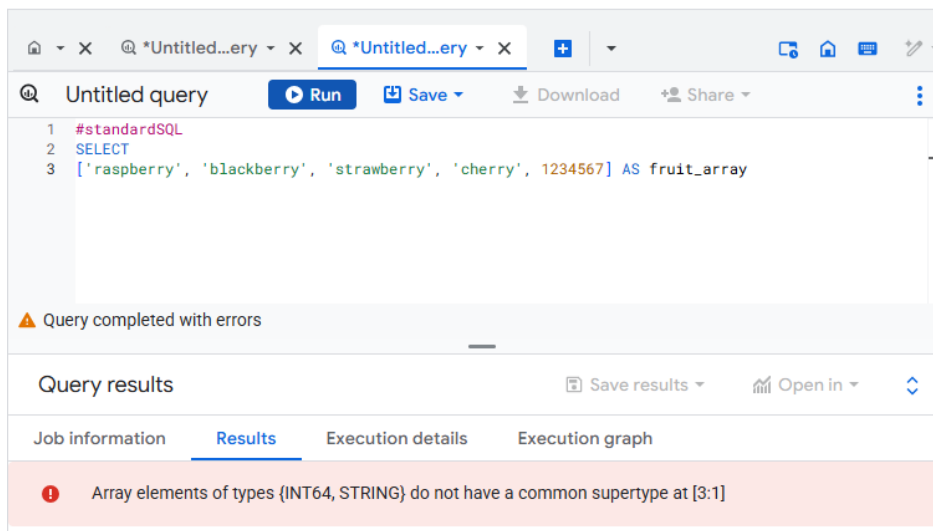 *Untitled...ery *Untitled...ery
Untitled query Run Save Download Share
1 #standardSQL
2 SELECT
3 ['raspberry', 'blackberry', 'strawberry', 'cherry', 1234567] AS fruit_array
Query completed with errors
Query results Save results Open in
Job information Results Execution details Execution graph
Array elements of types {INT64, STRING} do not have a common supertype at [3:1]